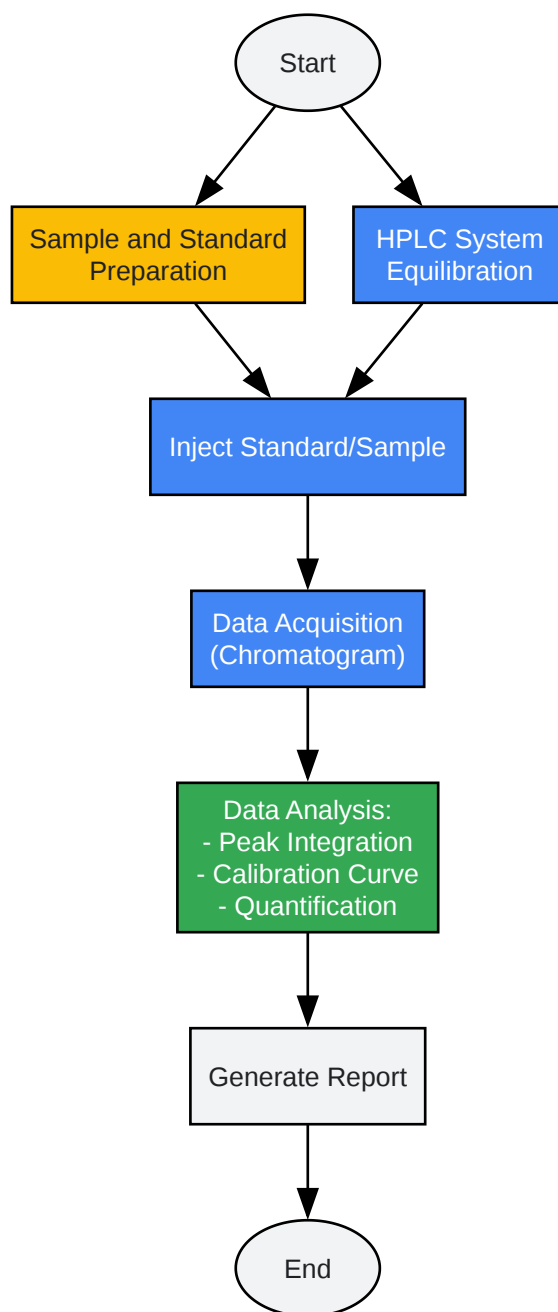 Start
Sample and Standard
Preparation
HPLC System
Equilibration
Inject Standard/Sample
Data Acquisition
(Chromatogram)
Data Analysis:
- Peak Integration
- Calibration Curve
- Quantification
Generate Report
End